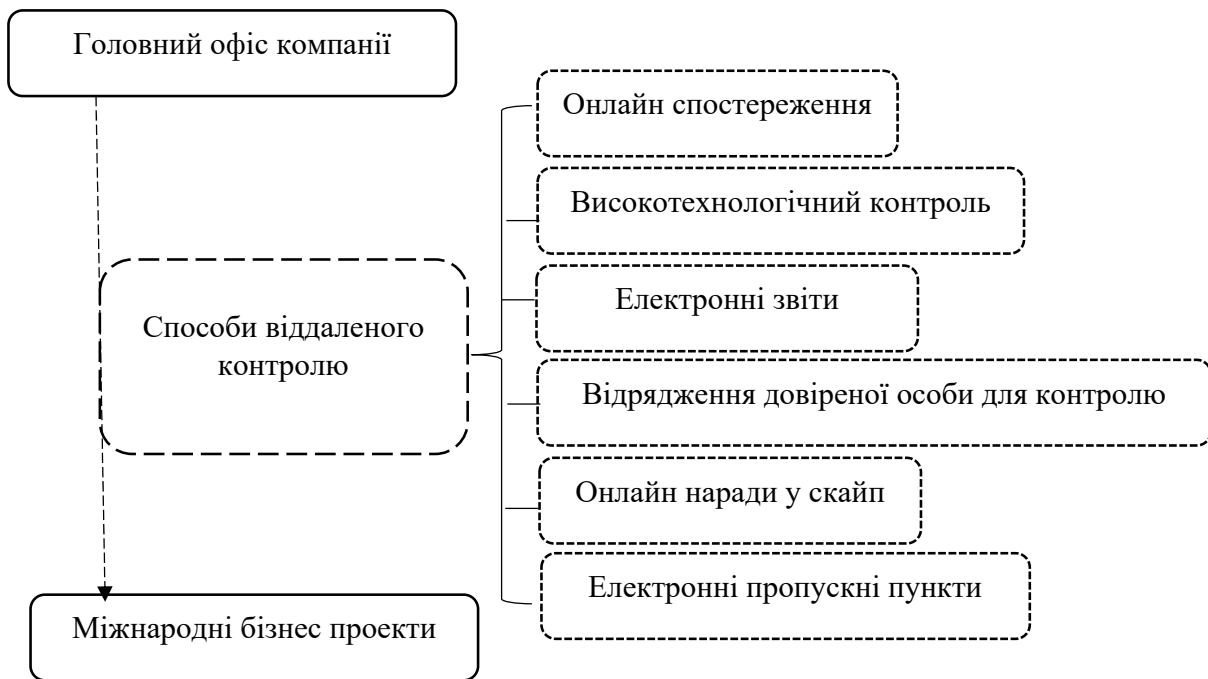 Головний офіс компанії
Онлайн спостереження
Високотехнологічний контроль
Електронні звіти
Способи віддаленого
контролю
Відрядження довіреної особи для контролю
Онлайн наради у скайп
Електронні пропускні пункти
Міжнародні бізнес проекти